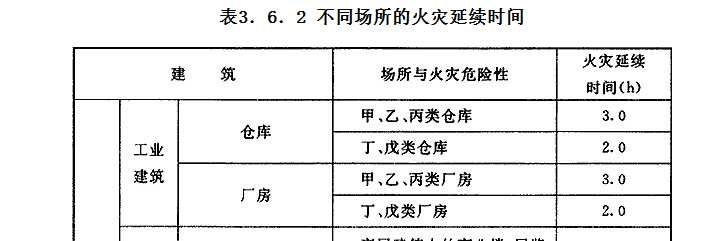 表3．6．2 不同场所的火灾延续时间
建 筑 场所与火灾危险性 火灾延续时间(h)
工业建筑 仓库 甲、乙、丙类仓库 3.0
丁、戊类仓库 2.0
厂房 甲、乙、丙类厂房 3.0
丁、戊类厂房 2.0